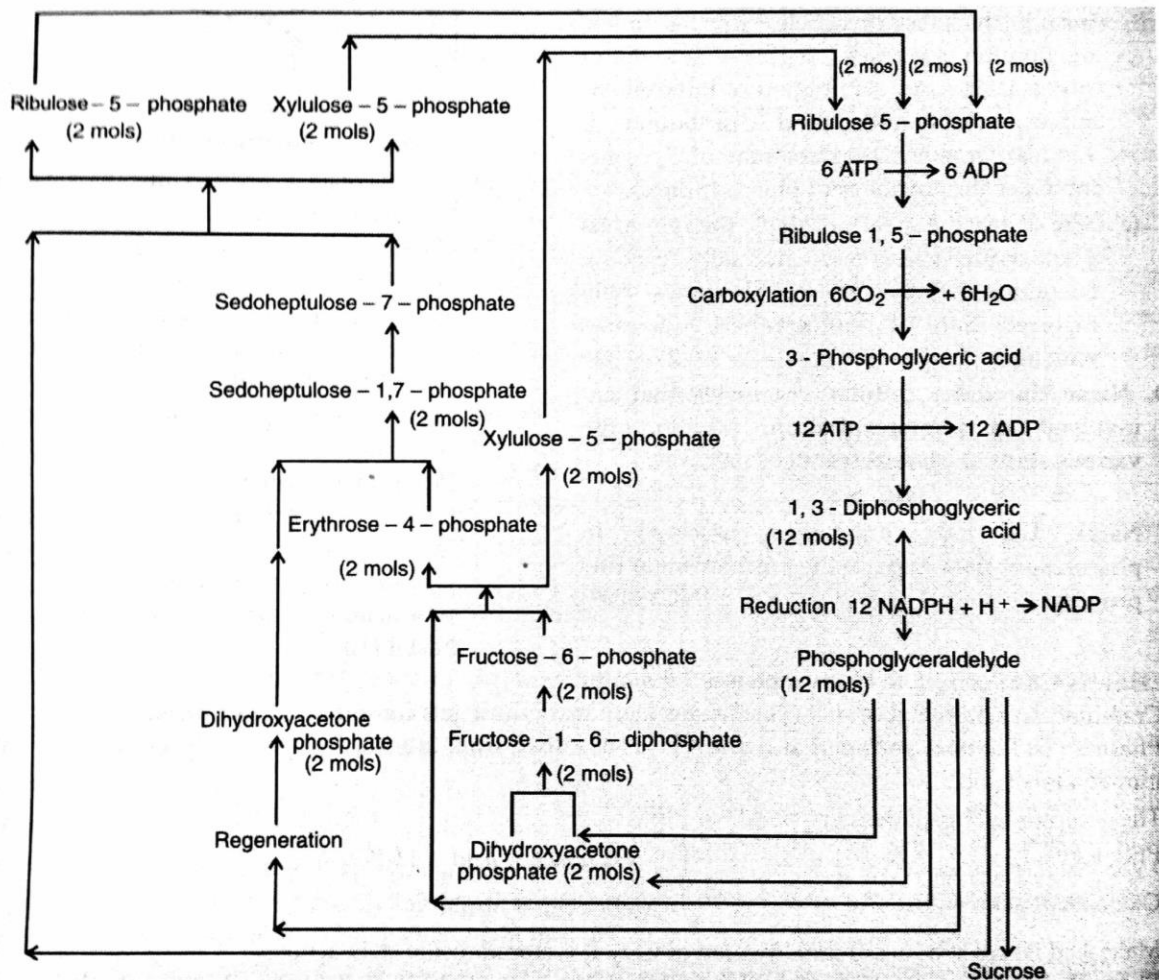 (2 mos) (2 mos) (2 mos)
Ribulose – 5 – phosphate
(2 mols)
Xylulose – 5 – phosphate
(2 mols)
Ribulose 5 – phosphate
6 ATP 6 ADP
Ribulose 1, 5 – phosphate
Carboxylation 6CO₂ + 6H₂O
3 - Phosphoglyceric acid
12 ATP 12 ADP
1, 3 - Diphosphoglyceric
acid
(12 mols)
Reduction 12 NADPH + H⁺ → NADP
Phosphoglyceraldelyde
(12 mols)
Sedoheptulose – 7 – phosphate
Sedoheptulose – 1,7 – phosphate
(2 mols)
Xylulose – 5 – phosphate
(2 mols)
Erythrose – 4 – phosphate
(2 mols)
Fructose – 6 – phosphate
(2 mols)
Fructose – 1 – 6 – diphosphate
(2 mols)
Dihydroxyacetone
phosphate
(2 mols)
Regeneration
Dihydroxyacetone
phosphate (2 mols)
Sucrose